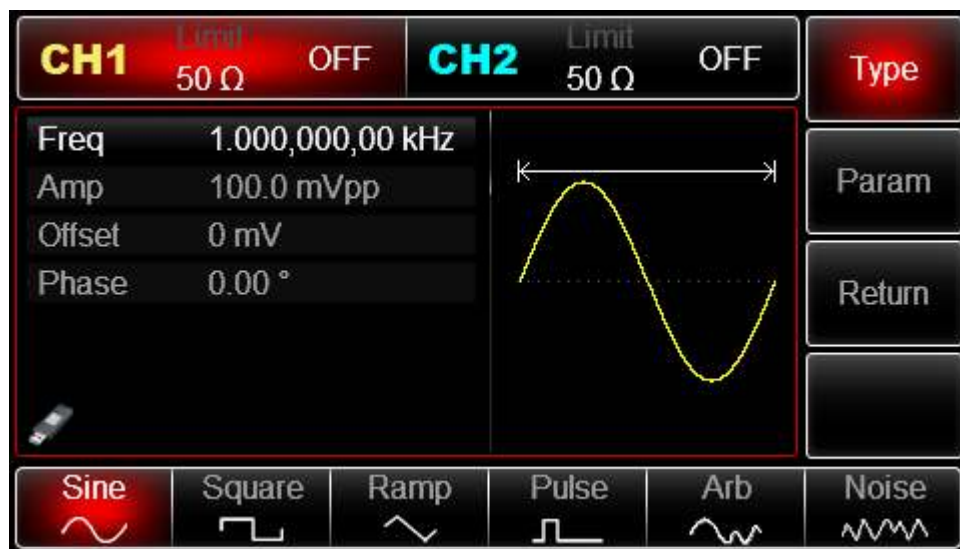 CH1 Limit 50 Ω OFF
CH2 Limit 50 Ω OFF
Type
Freq 1.000,000,00 kHz
Amp 100.0 mVpp
Offset 0 mV
Phase 0.00 °
Param
Return
Sine Square Ramp Pulse Arb Noise